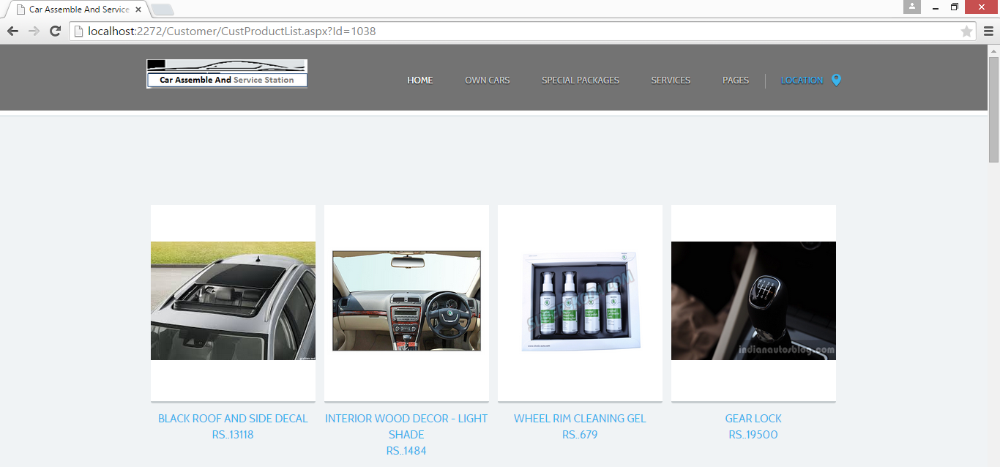 Car Assemble And Service
localhost:2272/Customer/CustProductList.aspx?Id=1038
Car Assemble And Service Station
HOME
OWN CARS
SPECIAL PACKAGES
SERVICES
PAGES
LOCATION
indianautosblog.com
BLACK ROOF AND SIDE DECAL
RS..13118
INTERIOR WOOD DECOR - LIGHT
SHADE
RS..1484
WHEEL RIM CLEANING GEL
RS..679
GEAR LOCK
RS..19500